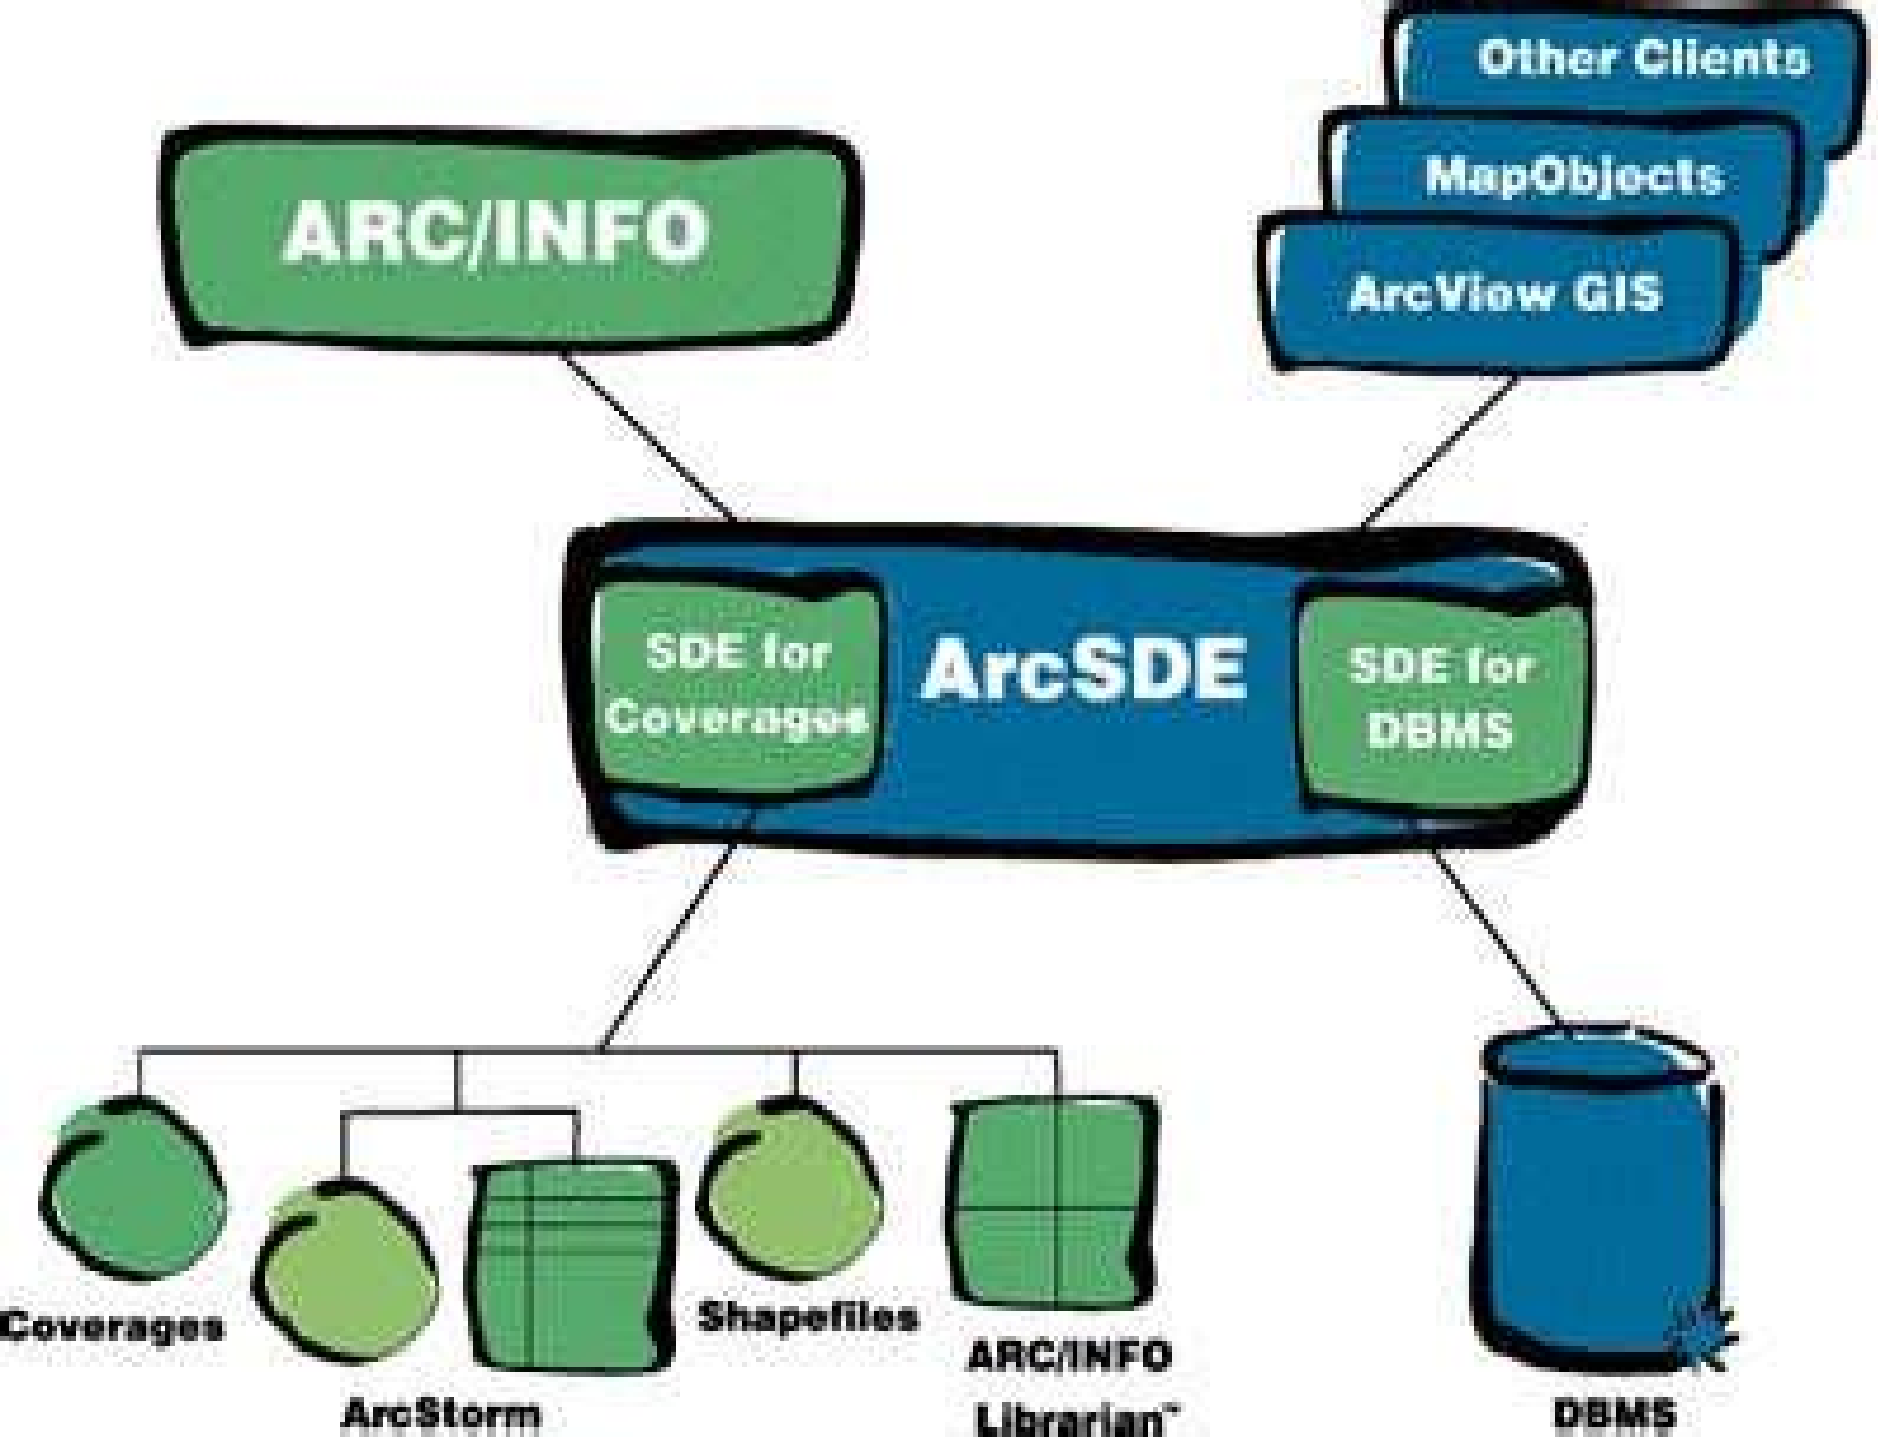 Other Clients
MapObjects
ArcView GIS
ARC/INFO
SDE for
Coverages
ArcSDE
SDE for
DBMS
Coverages
ArcStorm
Shapefiles
ARC/INFO
Librarian™
DBMS